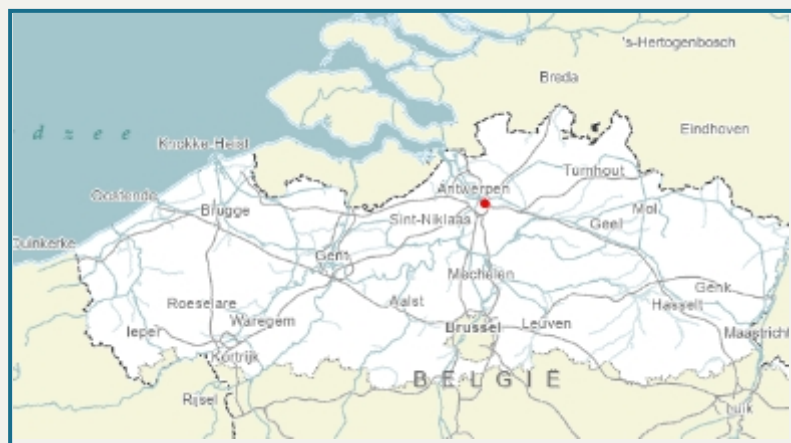 's-Hertogenbosch
Breda
d z e e
Eindhoven
Knokke-Heist
Turnhout
Antwerpen
Oostende
Mol
Brugge
Sint-Niklaas
Geel
Duinkerke
Gent
Mechelen
Genk
Roeselare
Aalst
Hasselt
Waregem
Brussel
Leuven
Ieper
Maastricht
Kortrijk
BELGIË
Rijsel
Luik